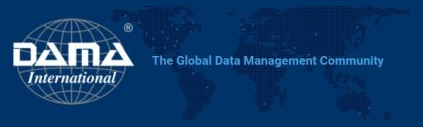 DAMA®
International
The Global Data Management Community